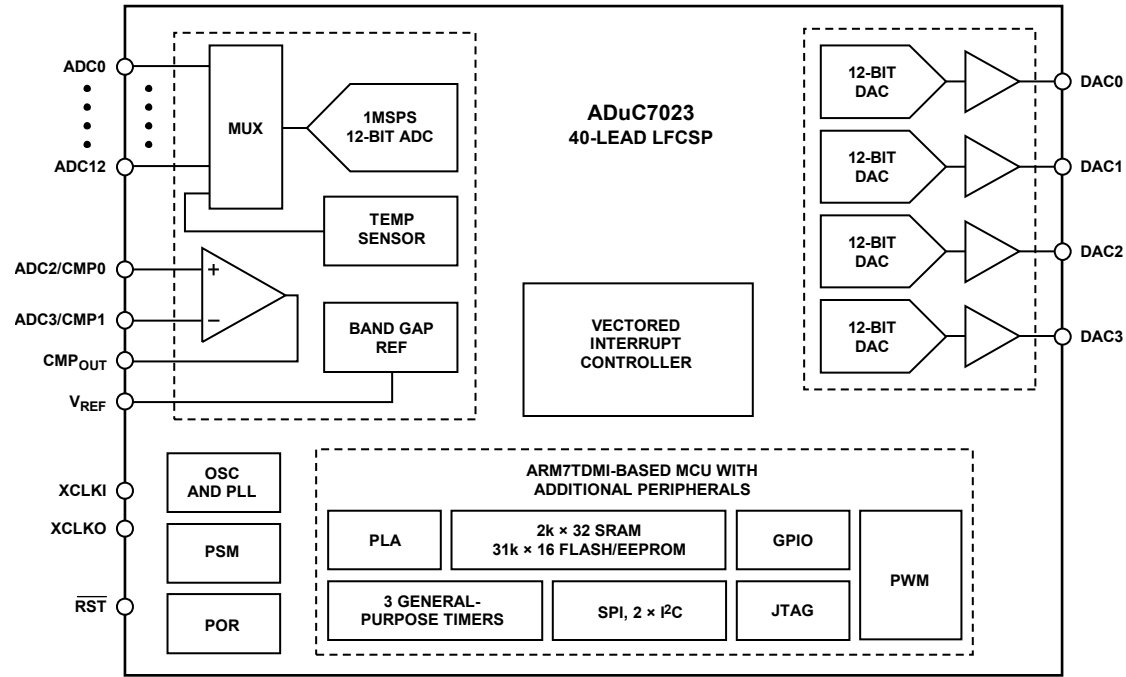 ADC0
ADC12
ADC2/CMP0
ADC3/CMP1
CMPOUT
VREF
XCLKI
XCLKO
RST
MUX
1MSPS
12-BIT ADC
TEMP
SENSOR
+
–
BAND GAP
REF
ADuC7023
40-LEAD LFCSP
VECTORED
INTERRUPT
CONTROLLER
12-BIT
DAC
DAC0
12-BIT
DAC
DAC1
12-BIT
DAC
DAC2
12-BIT
DAC
DAC3
OSC
AND PLL
PSM
POR
ARM7TDMI-BASED MCU WITH
ADDITIONAL PERIPHERALS
PLA
2k × 32 SRAM
31k × 16 FLASH/EEPROM
GPIO
PWM
3 GENERAL-
PURPOSE TIMERS
SPI, 2 × I²C
JTAG